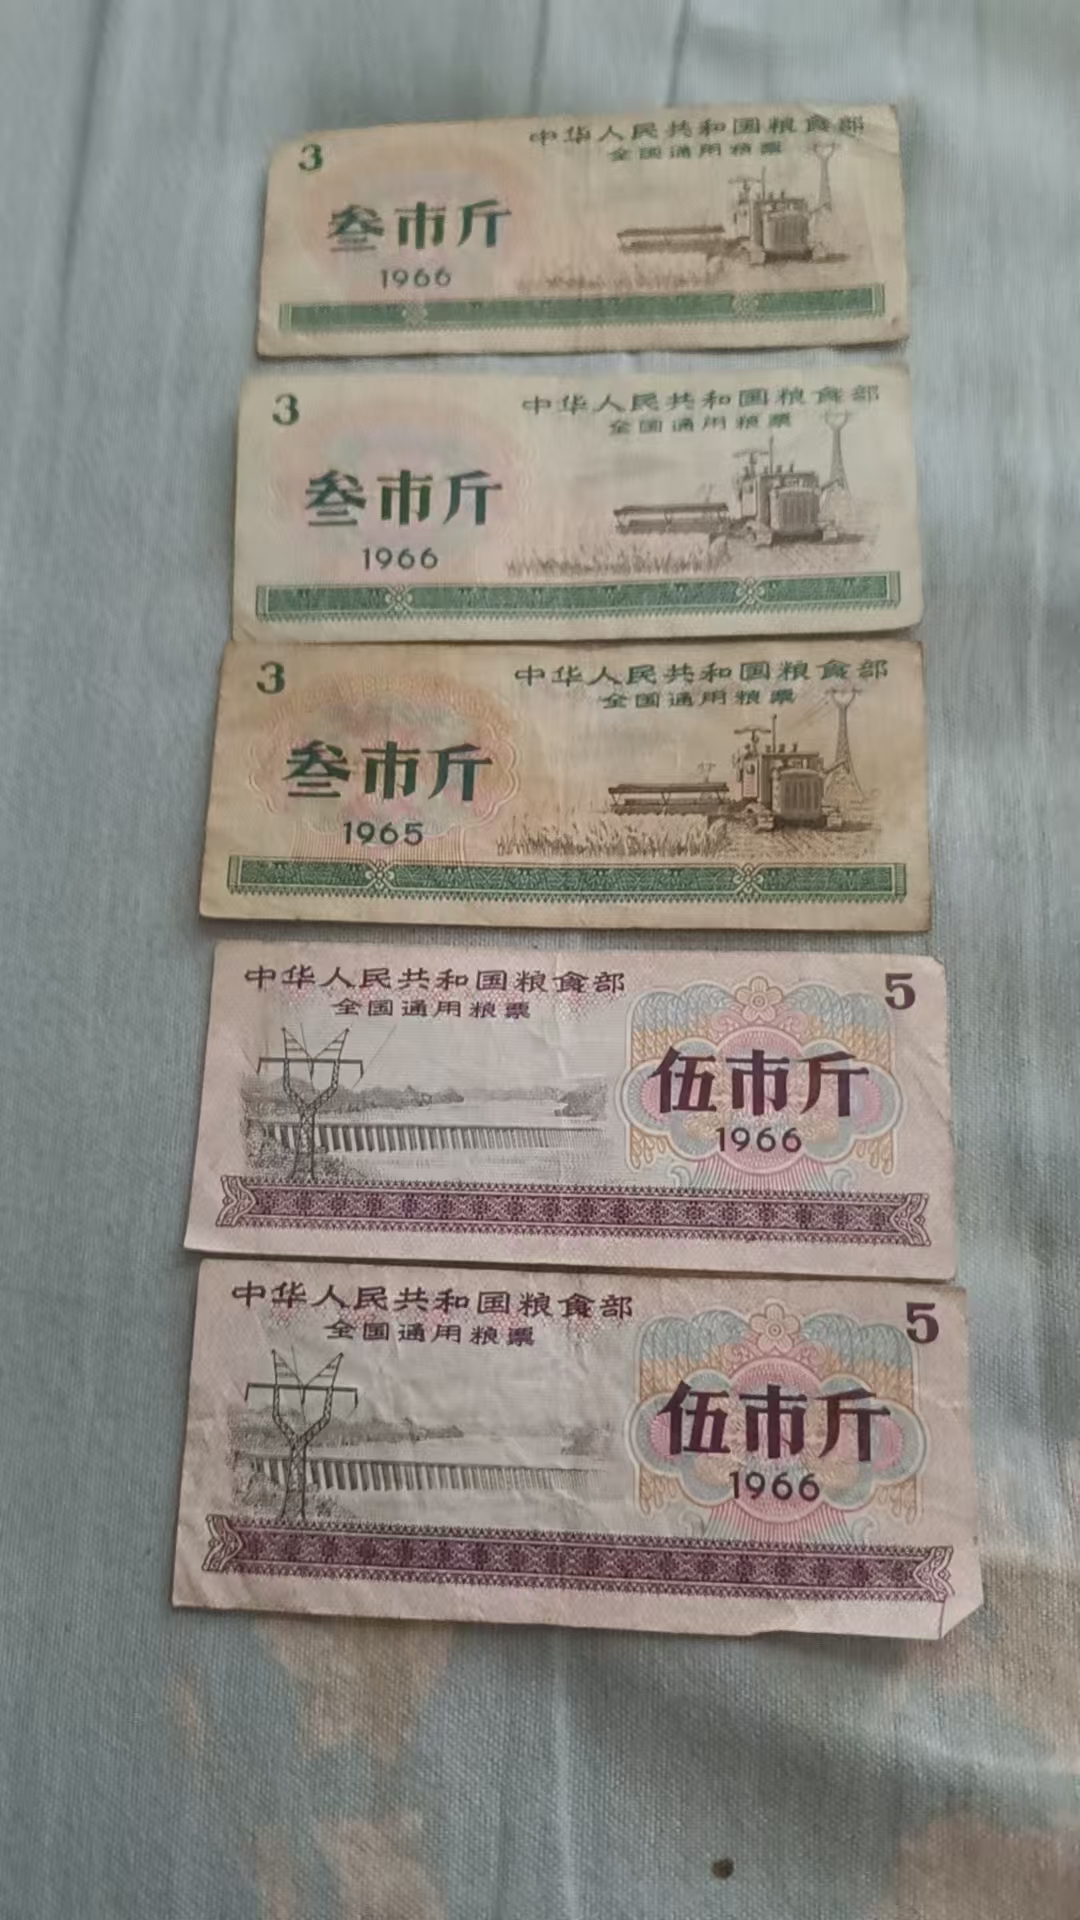 3
中华人民共和国粮食部
全国通用粮票
叁市斤
1966
3
中华人民共和国粮食部
全国通用粮票
叁市斤
1966
3
中华人民共和国粮食部
全国通用粮票
叁市斤
1965
中华人民共和国粮食部
全国通用粮票
5
伍市斤
1966
中华人民共和国粮食部
全国通用粮票
5
伍市斤
1966